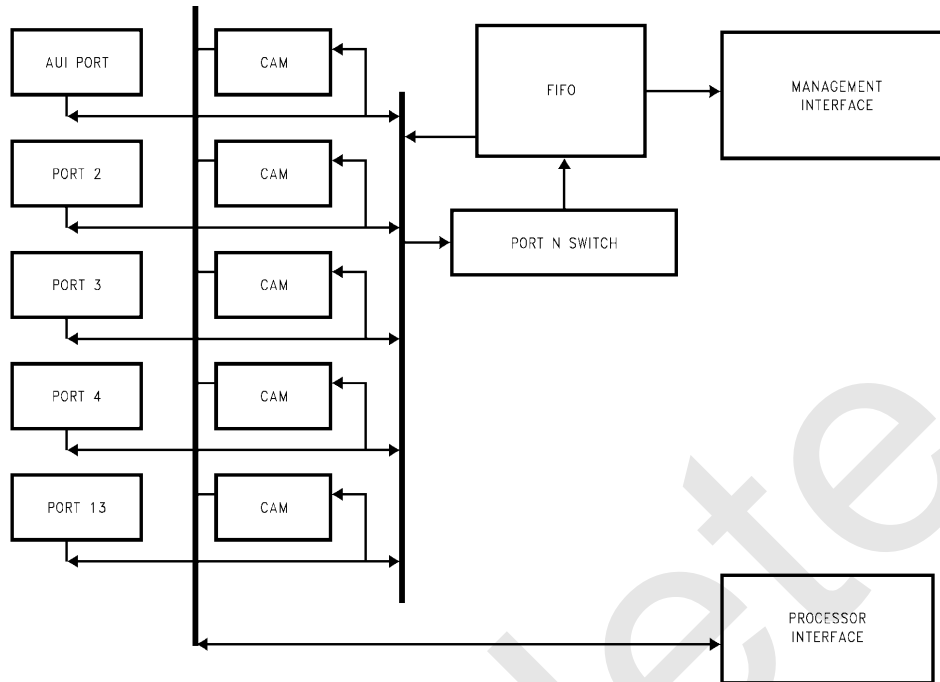 AUI PORT
CAM
FIFO
MANAGEMENT
INTERFACE
PORT 2
CAM
PORT N SWITCH
PORT 3
CAM
PORT 4
CAM
PORT 13
CAM
PROCESSOR
INTERFACE